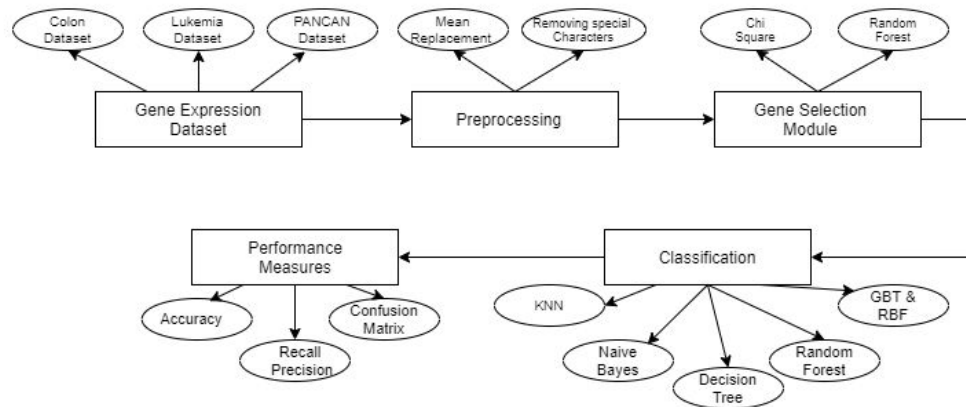 Colon
Dataset
Lukemia
Dataset
PANCAN
Dataset
Mean
Replacement
Removing special
Characters
Chi
Square
Random
Forest
Gene Expression
Dataset
Preprocessing
Gene Selection
Module
Performance
Measures
Classification
Accuracy
Recall
Precision
Confusion
Matrix
KNN
Naive
Bayes
Decision
Tree
Random
Forest
GBT &
RBF